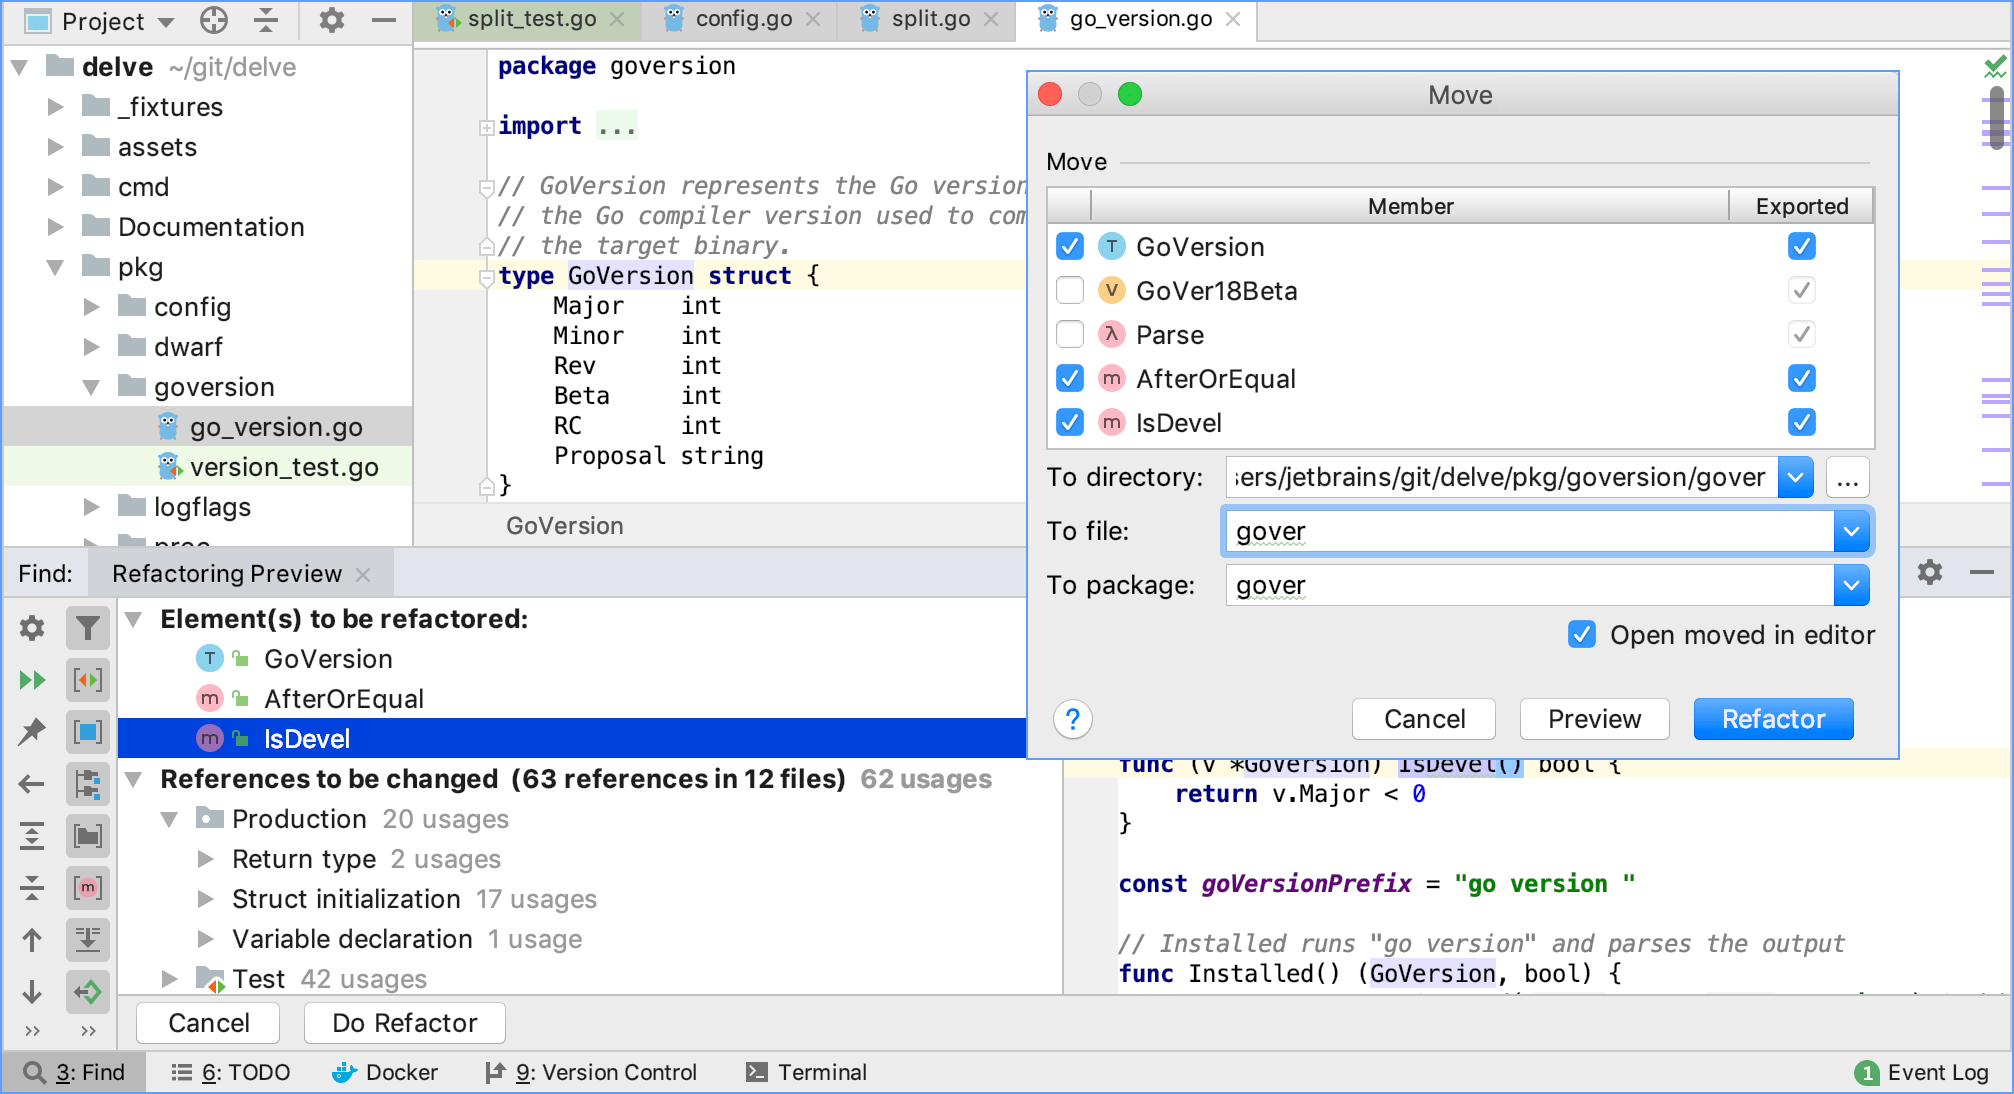 Project
split_test.go
config.go
split.go
go_version.go
delve ~/git/delve
_fixtures
assets
cmd
Documentation
pkg
config
dwarf
goversion
go_version.go
version_test.go
logflags
package goversion
import ...
// GoVersion represents the Go version
// the Go compiler version used to com
// the target binary.
type GoVersion struct {
Major int
Minor int
Rev int
Beta int
RC int
Proposal string
}
GoVersion
Move
Move
Member Exported
T GoVersion
V GoVer18Beta
λ Parse
m AfterOrEqual
m IsDevel
To directory: sers/jetbrains/git/delve/pkg/goversion/gover ...
To file: gover
To package: gover
Open moved in editor
? Cancel Preview Refactor
Find: Refactoring Preview
Element(s) to be refactored:
T GoVersion
m AfterOrEqual
m IsDevel
References to be changed (63 references in 12 files) 62 usages
Production 20 usages
Return type 2 usages
Struct initialization 17 usages
Variable declaration 1 usage
Test 42 usages
m
Cancel Do Refactor
func (v *GoVersion) IsDevel() bool {
return v.Major < 0
}
const goVersionPrefix = "go version "
// Installed runs "go version" and parses the output
func Installed() (GoVersion, bool) {
3: Find 6: TODO Docker 9: Version Control Terminal 1 Event Log